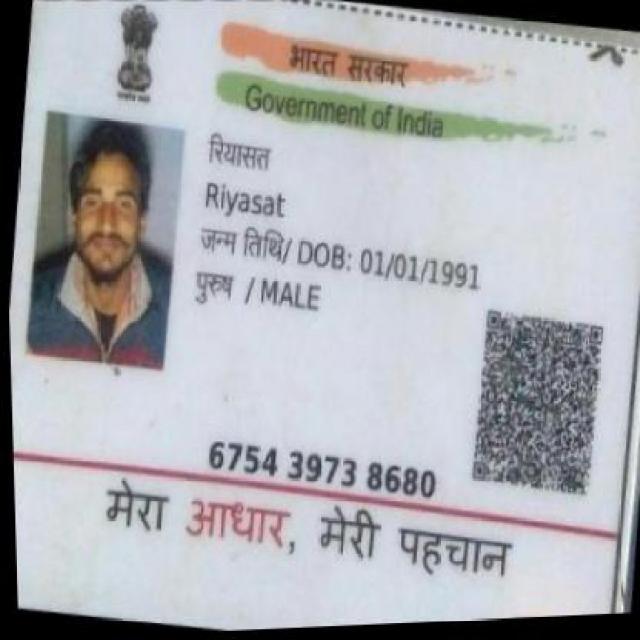 भारत सरकार
Government of India
रियासत
Riyasat
जन्म तिथि/ DOB: 01/01/1991
पुरुष / MALE
6754 3973 8680
मेरा आधार, मेरी पहचान